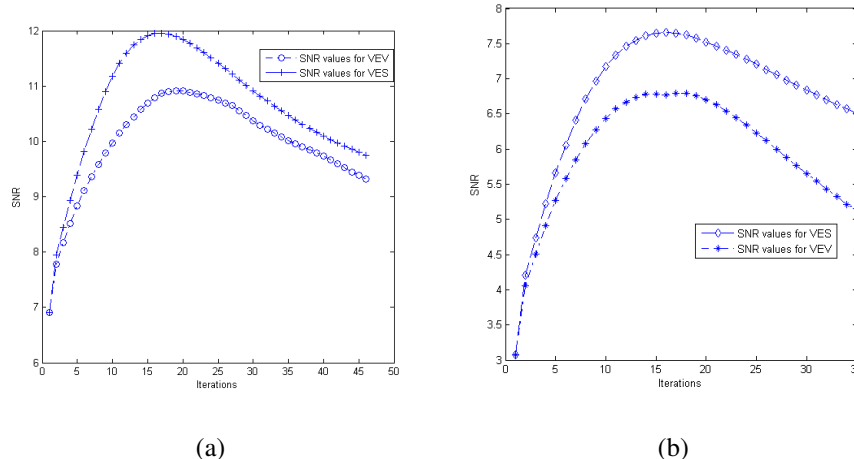 12
11
10
9
8
7
6
SNR
0 5 10 15 20 25 30 35 40 45 50
Iterations
SNR values for VEV
SNR values for VES
(a)
8
7.5
7
6.5
6
5.5
5
4.5
4
3.5
3
SNR
0 5 10 15 20 25 30 35
Iterations
SNR values for VES
SNR values for VEV
(b)